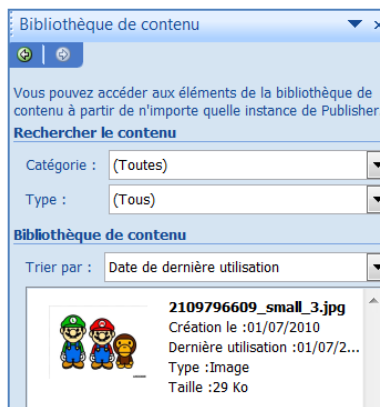 Bibliothèque de contenu
Vous pouvez accéder aux éléments de la bibliothèque de
contenu à partir de n'importe quelle instance de Publisher
Rechercher le contenu
Catégorie : (Toutes)
Type : (Tous)
Bibliothèque de contenu
Trier par : Date de dernière utilisation
2109796609_small_3.jpg
Création le :01/07/2010
Dernière utilisation :01/07/2...
Type :Image
Taille :29 Ko